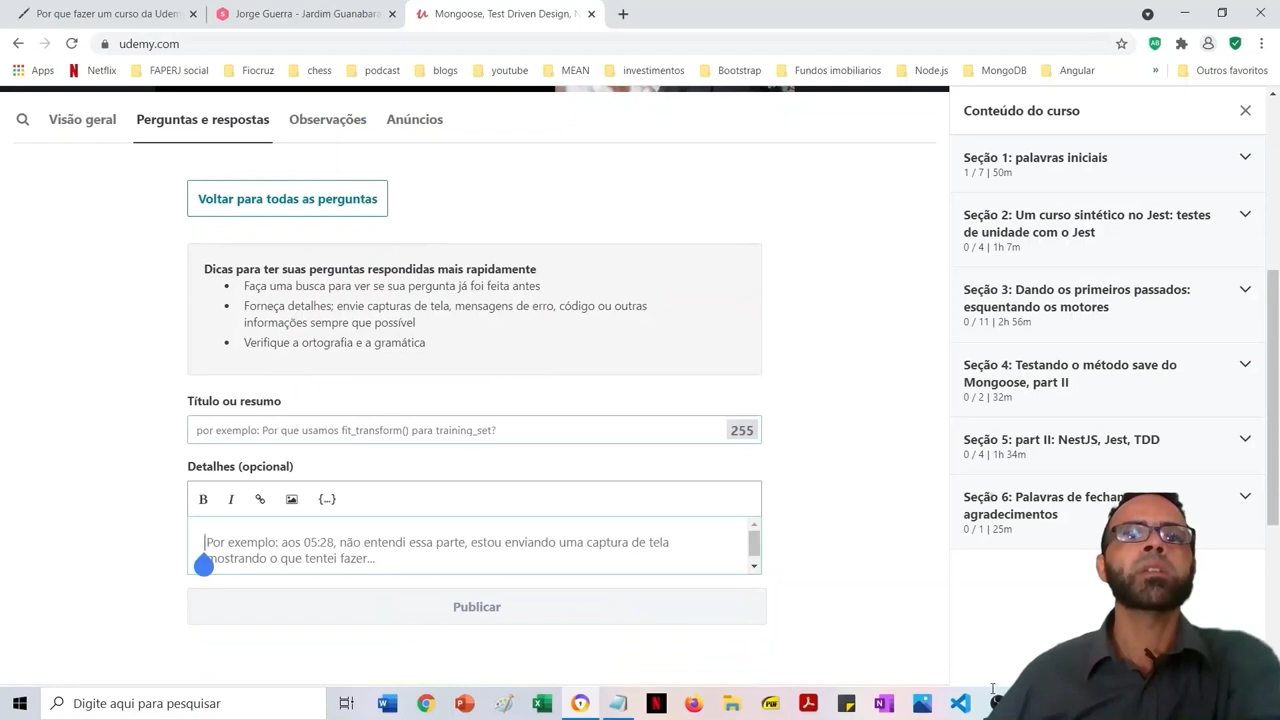 Por que fazer um curso da Udem
Jorge Guerra - Jardim Guanabara
Mongoose, Test Driven Design, N
udemy.com
Apps
Netflix
FAPERJ social
Fiocruz
chess
podcast
blogs
youtube
MEAN
investimentos
Bootstrap
Fundos imobiliarios
Node.js
MongoDB
Angular
»
Outros favoritos
Visão geral
Perguntas e respostas
Observações
Anúncios
Voltar para todas as perguntas
Dicas para ter suas perguntas respondidas mais rapidamente
• Faça uma busca para ver se sua pergunta já foi feita antes
• Forneça detalhes; envie capturas de tela, mensagens de erro, código ou outras
informações sempre que possível
• Verifique a ortografia e a gramática
Título ou resumo
por exemplo: Por que usamos fit_transform() para training_set?
255
Detalhes (opcional)
B I {...}
Por exemplo: aos 05:28, não entendi essa parte, estou enviando uma captura de tela
mostrando o que tentei fazer...
Publicar
Conteúdo do curso
Seção 1: palavras iniciais
1 / 7 | 50m
Seção 2: Um curso sintético no Jest: testes
de unidade com o Jest
0 / 4 | 1h 7m
Seção 3: Dando os primeiros passados:
esquentando os motores
0 / 11 | 2h 56m
Seção 4: Testando o método save do
Mongoose, part II
0 / 2 | 32m
Seção 5: part II: NestJS, Jest, TDD
0 / 4 | 1h 34m
Seção 6: Palavras de fecham
agradecimentos
0 / 1 | 25m
Digite aqui para pesquisar